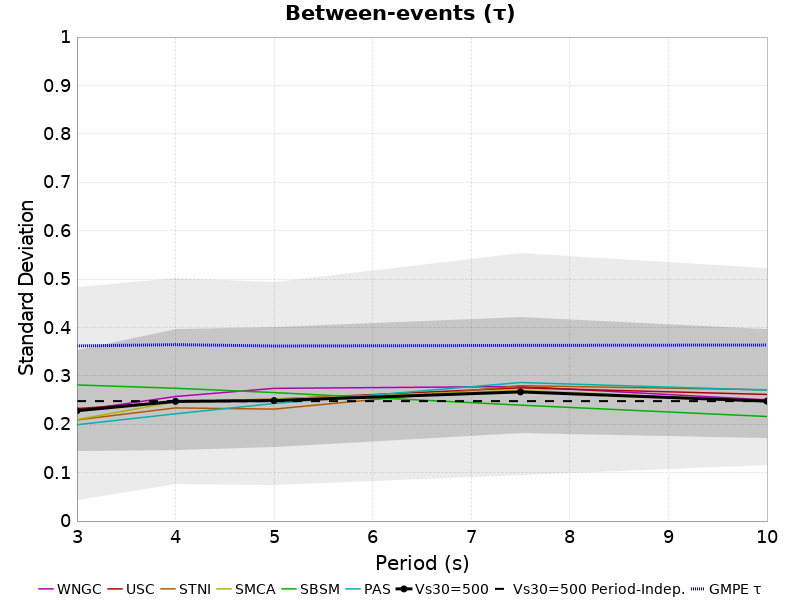 Between-events (τ)
Standard Deviation
1
0.9
0.8
0.7
0.6
0.5
0.4
0.3
0.2
0.1
0
3 4 5 6 7 8 9 10
Period (s)
WNGC USC STNI SMCA SBSM PAS Vs30=500 Vs30=500 Period-Indep. GMPE τ